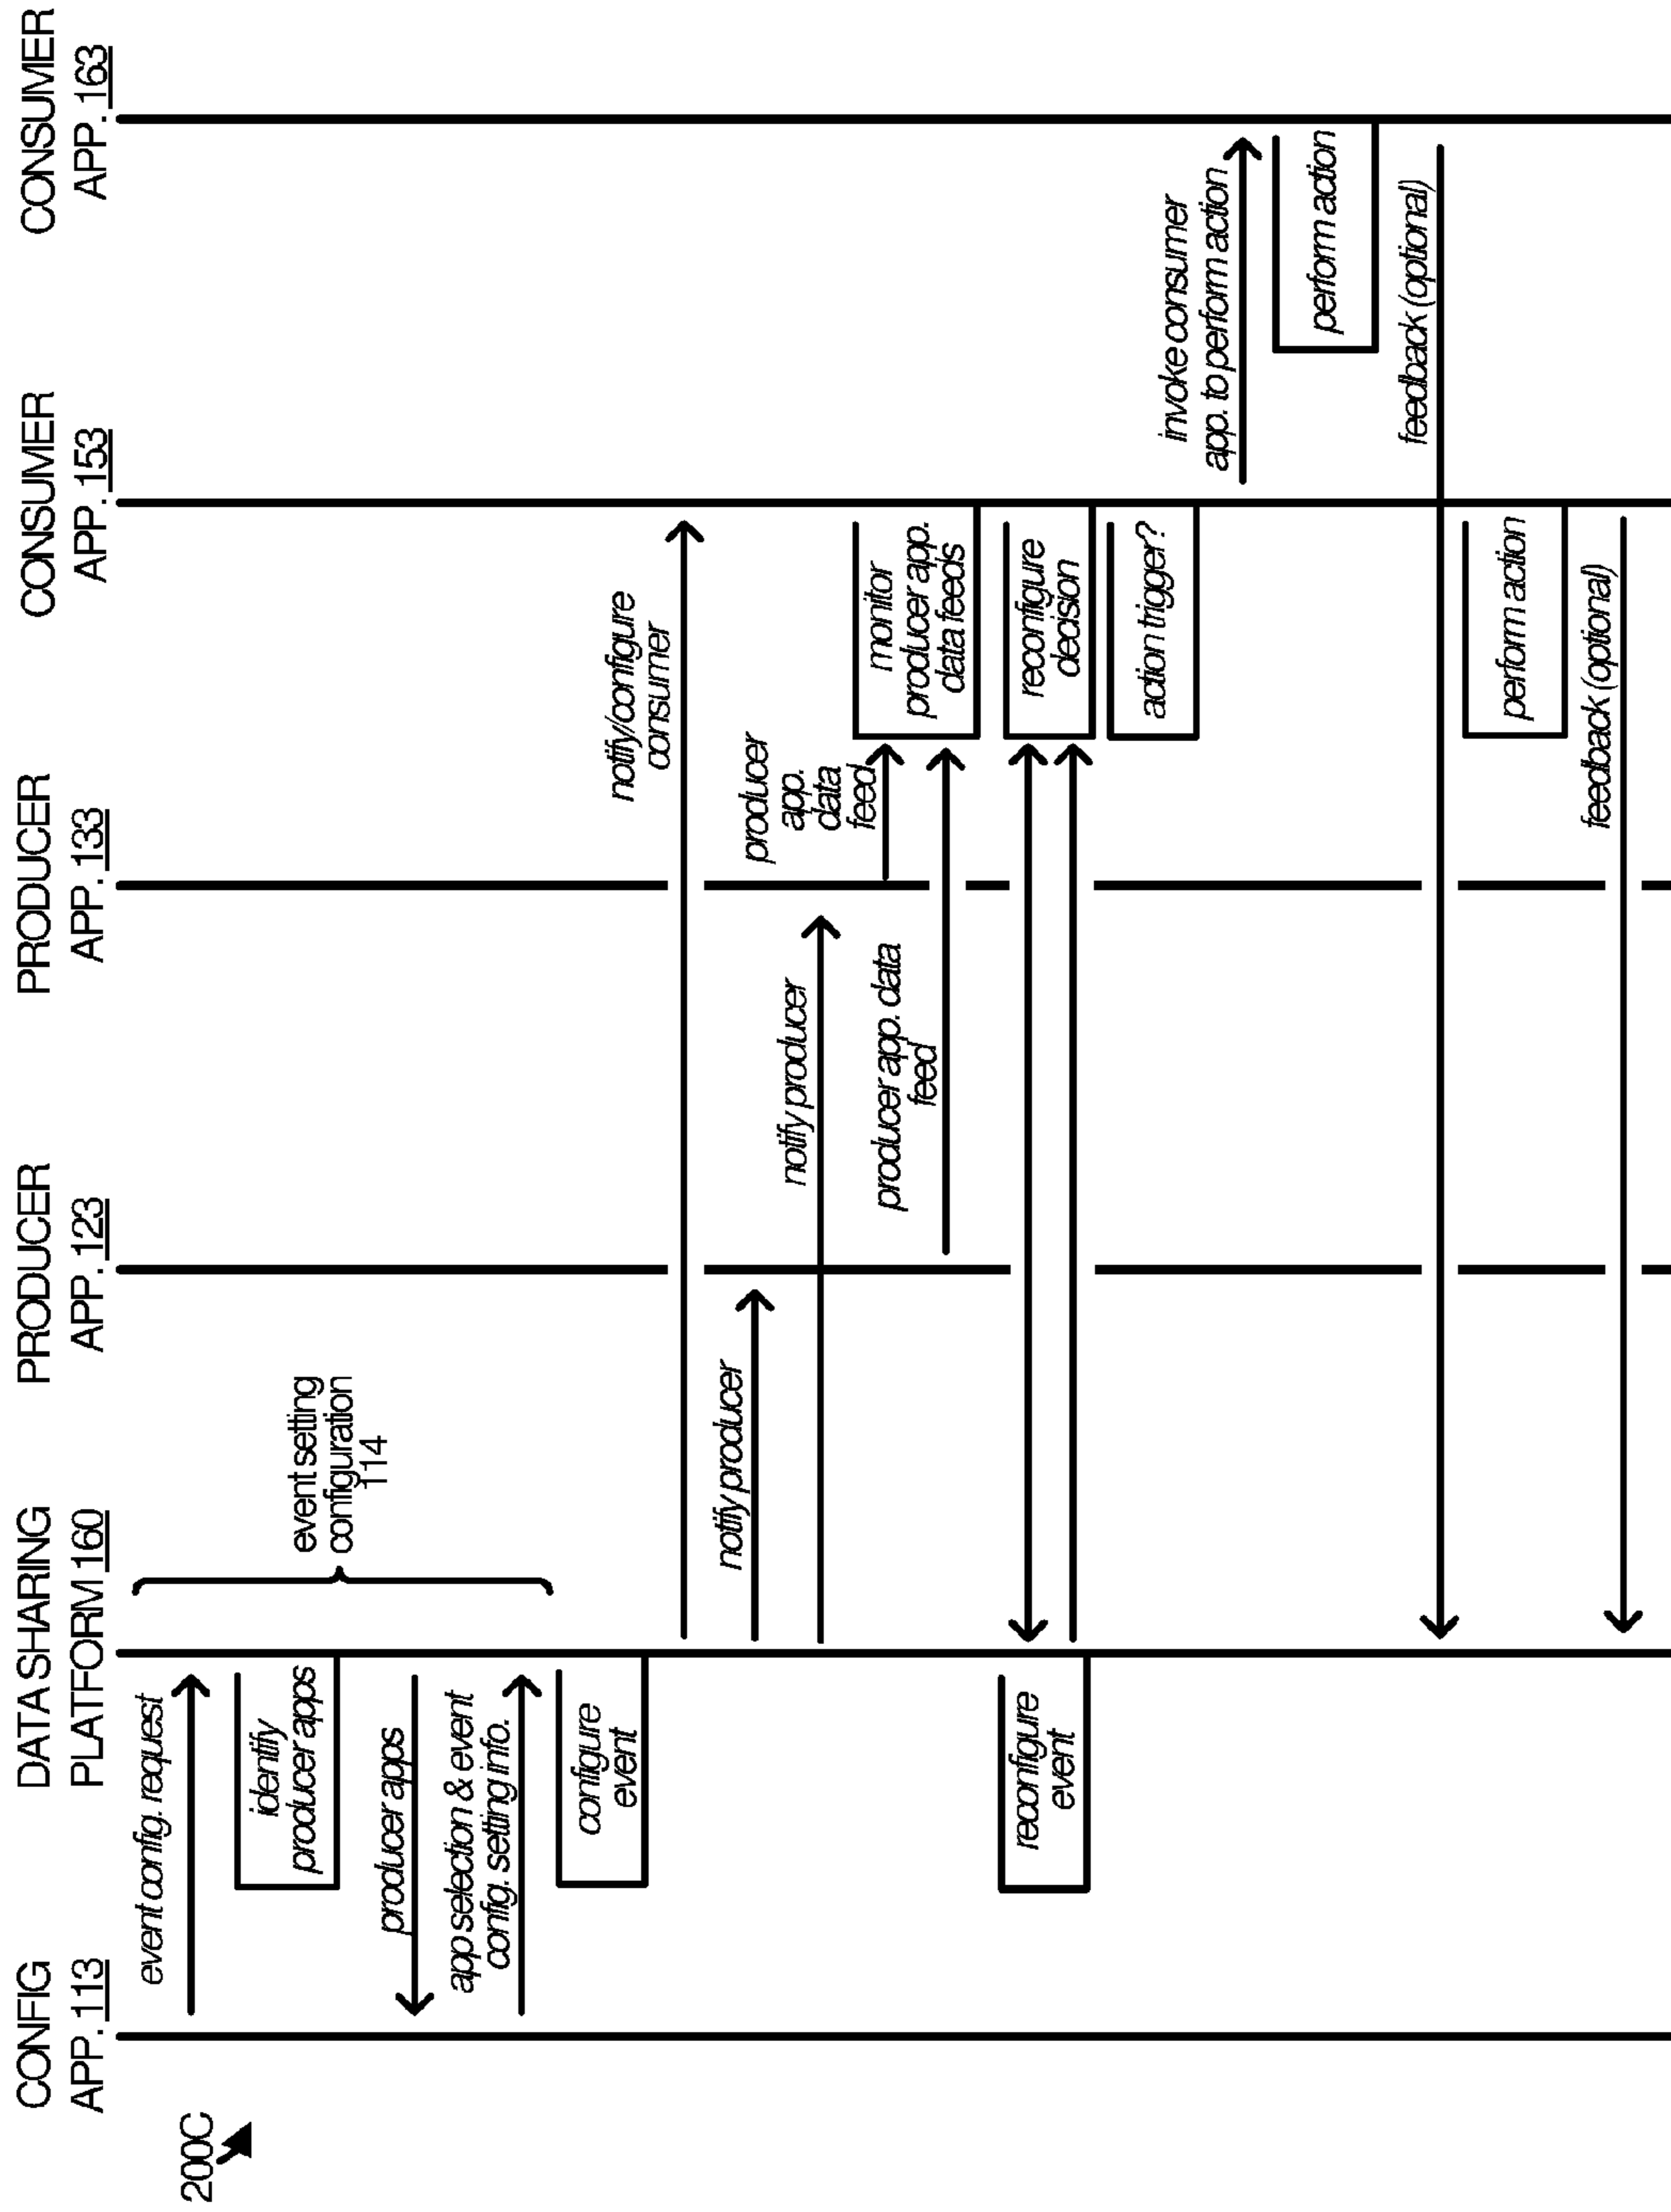 200C
CONFIG
APP. 113
DATA SHARING
PLATFORM 160
PRODUCER
APP. 123
PRODUCER
APP. 133
CONSUMER
APP. 153
CONSUMER
APP. 163
event config. request
identify
producer apps
event setting
configuration
114
producer apps
app selection & event
config. setting info.
configure
event
notify/configure
consumer
notify producer
notify producer
producer
app.
data
feed
producer app. data
feed
monitor
producer app.
data feeds
reconfigure
event
reconfigure
decision
action trigger?
invoke consumer
app. to perform action
perform action
feedback (optional)
perform action
feedback (optional)